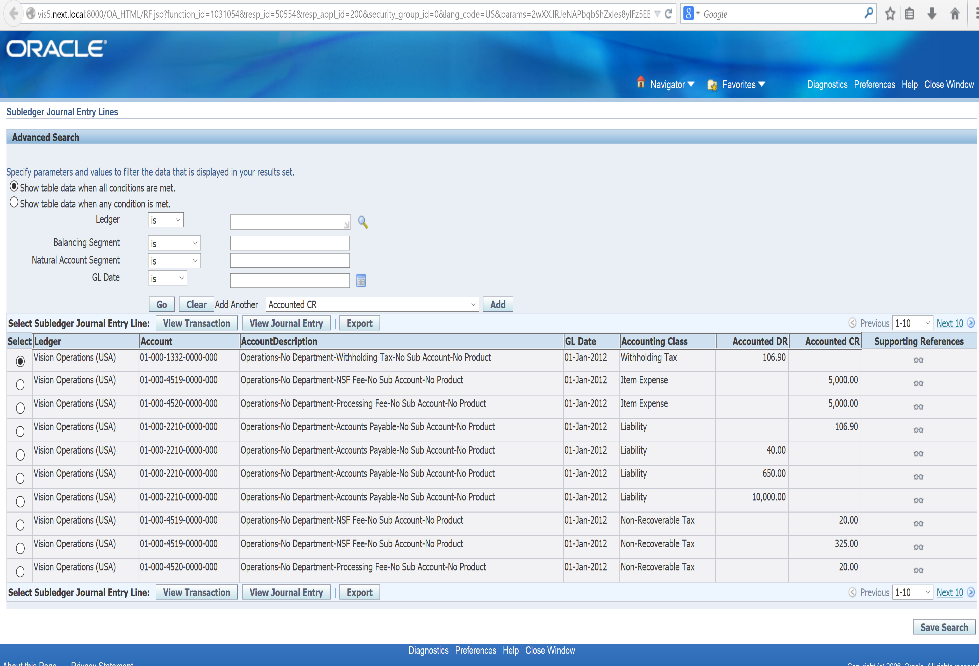 vis5.next.local:8000/OA_HTML/RF.jsp?function_id=1031054&resp_id=50554&resp_appl_id=200&security_group_id=0&lang_code=US&params= Google
ORACLE
Navigator Favorites Diagnostics Preferences Help Close Window
Subledger Journal Entry Lines
Advanced Search
Specify parameters and values to filter the data that is displayed in your results set.
Show table data when all conditions are met.
Show table data when any condition is met.
Ledger is
Balancing Segment is
Natural Account Segment is
GL Date is
Go Clear Add Another Accounted CR Add
Select Subledger Journal Entry Line: View Transaction View Journal Entry | Export Previous 1-10 Next 10
Select Ledger Account AccountDescription GL Date Accounting Class Accounted DR Accounted CR Supporting References
Vision Operations (USA) 01-000-1332-0000-000 Operations-No Department-Withholding Tax-No Sub Account-No Product 01-Jan-2012 Withholding Tax 106.90
Vision Operations (USA) 01-000-4519-0000-000 Operations-No Department-NSF Fee-No Sub Account-No Product 01-Jan-2012 Item Expense 5,000.00
Vision Operations (USA) 01-000-4520-0000-000 Operations-No Department-Processing Fee-No Sub Account-No Product 01-Jan-2012 Item Expense 5,000.00
Vision Operations (USA) 01-000-2210-0000-000 Operations-No Department-Accounts Payable-No Sub Account-No Product 01-Jan-2012 Liability 106.90
Vision Operations (USA) 01-000-2210-0000-000 Operations-No Department-Accounts Payable-No Sub Account-No Product 01-Jan-2012 Liability 40.00
Vision Operations (USA) 01-000-2210-0000-000 Operations-No Department-Accounts Payable-No Sub Account-No Product 01-Jan-2012 Liability 650.00
Vision Operations (USA) 01-000-2210-0000-000 Operations-No Department-Accounts Payable-No Sub Account-No Product 01-Jan-2012 Liability 10,000.00
Vision Operations (USA) 01-000-4519-0000-000 Operations-No Department-NSF Fee-No Sub Account-No Product 01-Jan-2012 Non-Recoverable Tax 20.00
Vision Operations (USA) 01-000-4519-0000-000 Operations-No Department-NSF Fee-No Sub Account-No Product 01-Jan-2012 Non-Recoverable Tax 325.00
Vision Operations (USA) 01-000-4520-0000-000 Operations-No Department-Processing Fee-No Sub Account-No Product 01-Jan-2012 Non-Recoverable Tax 20.00
Select Subledger Journal Entry Line: View Transaction View Journal Entry | Export Previous 1-10 Next 10
Save Search
Diagnostics Preferences Help Close Window
About this Page Privacy Statement Copyright (c) 2006, Oracle. All rights